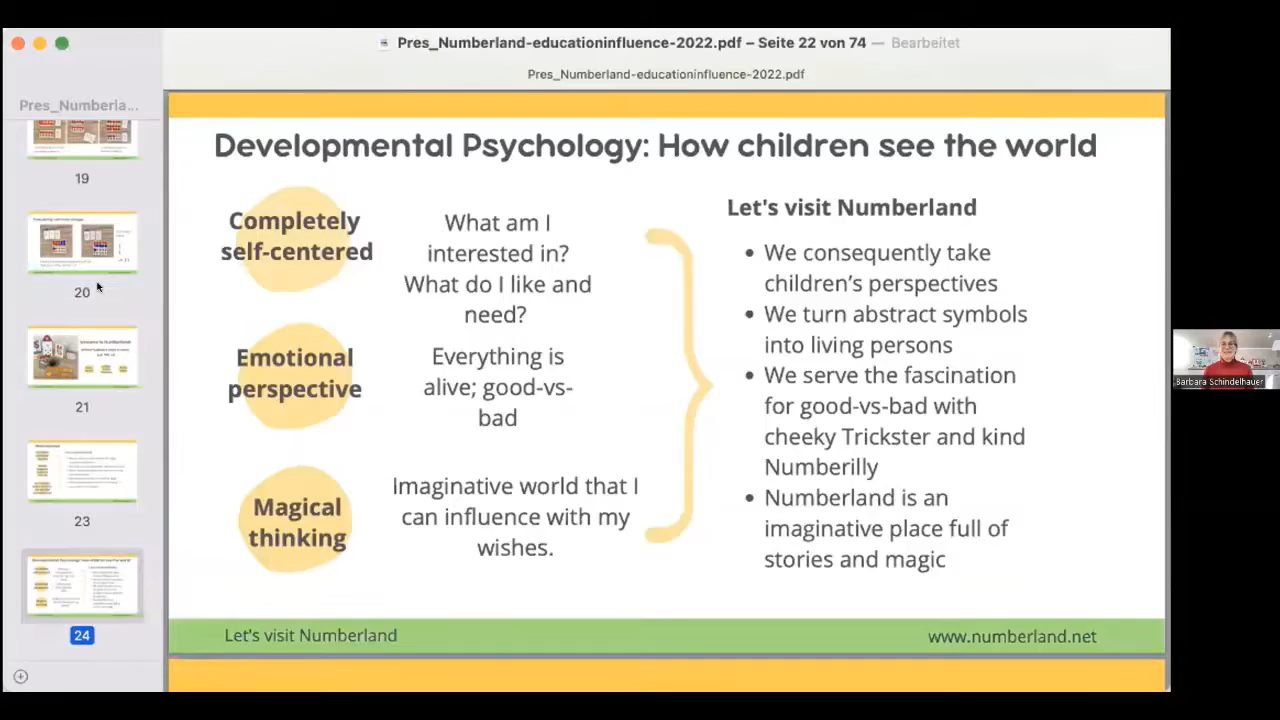 Pres_Numberland-educationinfluence-2022.pdf – Seite 22 von 74 — Bearbeitet
Pres_Numberland-educationinfluence-2022.pdf
Pres_Numberla...
19
20
21
23
24
Developmental Psychology: How children see the world
Completely
self-centered
What am I
interested in?
What do I like and
need?
Emotional
perspective
Everything is
alive; good-vs-
bad
Magical
thinking
Imaginative world that I
can influence with my
wishes.
Let's visit Numberland
• We consequently take
children's perspectives
• We turn abstract symbols
into living persons
• We serve the fascination
for good-vs-bad with
cheeky Trickster and kind
Numberilly
• Numberland is an
imaginative place full of
stories and magic
Let's visit Numberland
www.numberland.net
Barbara Schindelhauer